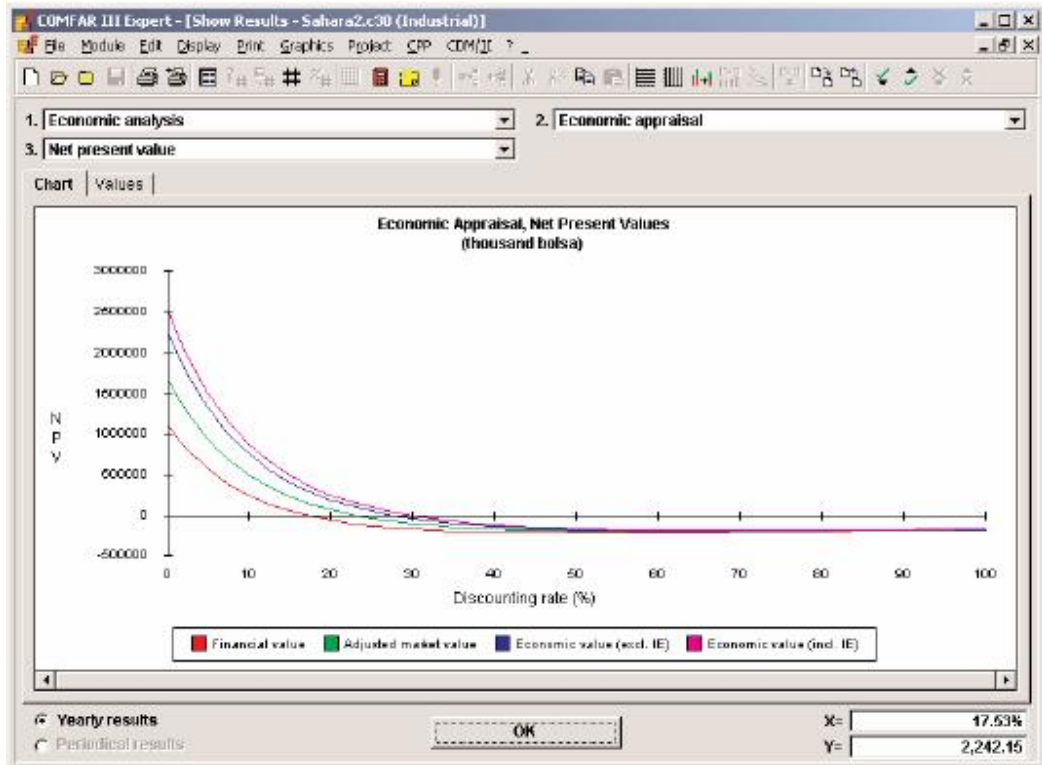 COMFAR III Expert - [Show Results - Sahara2.c30 (Industrial)]
File Module Edit Display Print Graphics Project CPP CDM/JI ?
1. Economic analysis 2. Economic appraisal
3. Net present value
Chart Values
Economic Appraisal, Net Present Values
(thousand bolsa)
3000000
2500000
2000000
1500000
1000000
500000
0
-500000
NPV
0 10 20 30 40 50 60 70 80 90 100
Discounting rate (%)
Financial value Adjusted market value Economic value (excl. IE) Economic value (incl. IE)
Yearly results OK X= 17.53%
Periodical results Y= 2,242.15